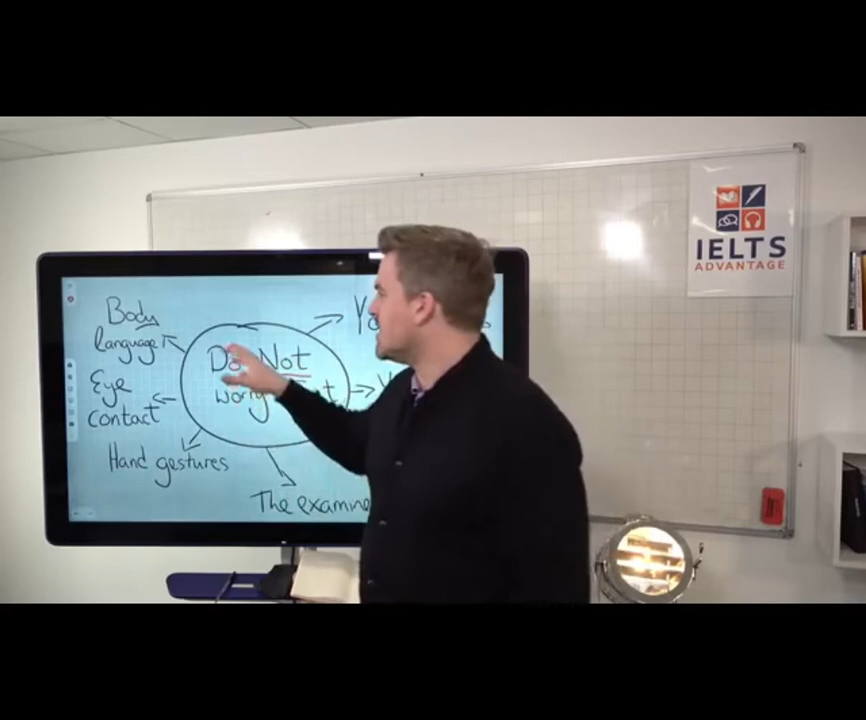 IELTS
ADVANTAGE
Body
language
Do Not
worry
Eye
contact
Hand gestures
The examine